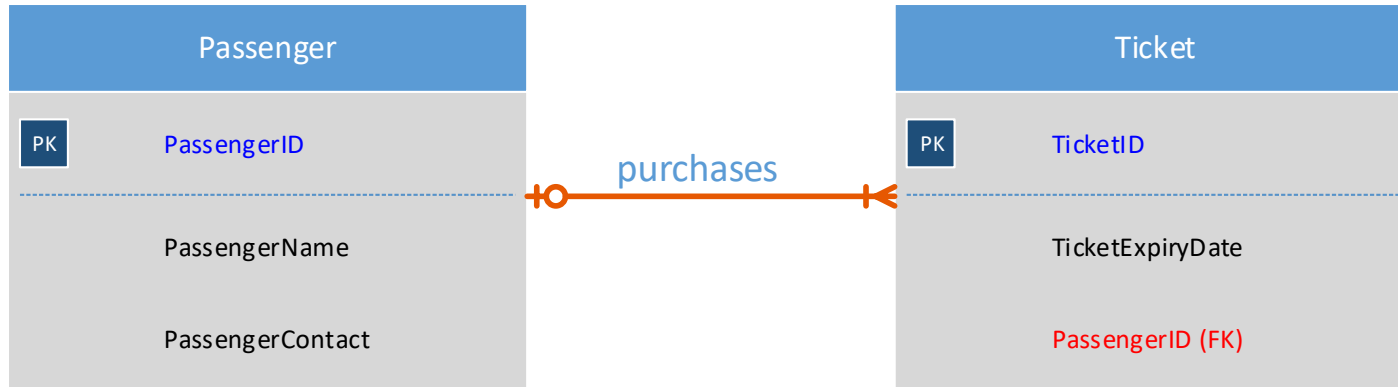 Passenger
PK PassengerID
PassengerName
PassengerContact
purchases
Ticket
PK TicketID
TicketExpiryDate
PassengerID (FK)